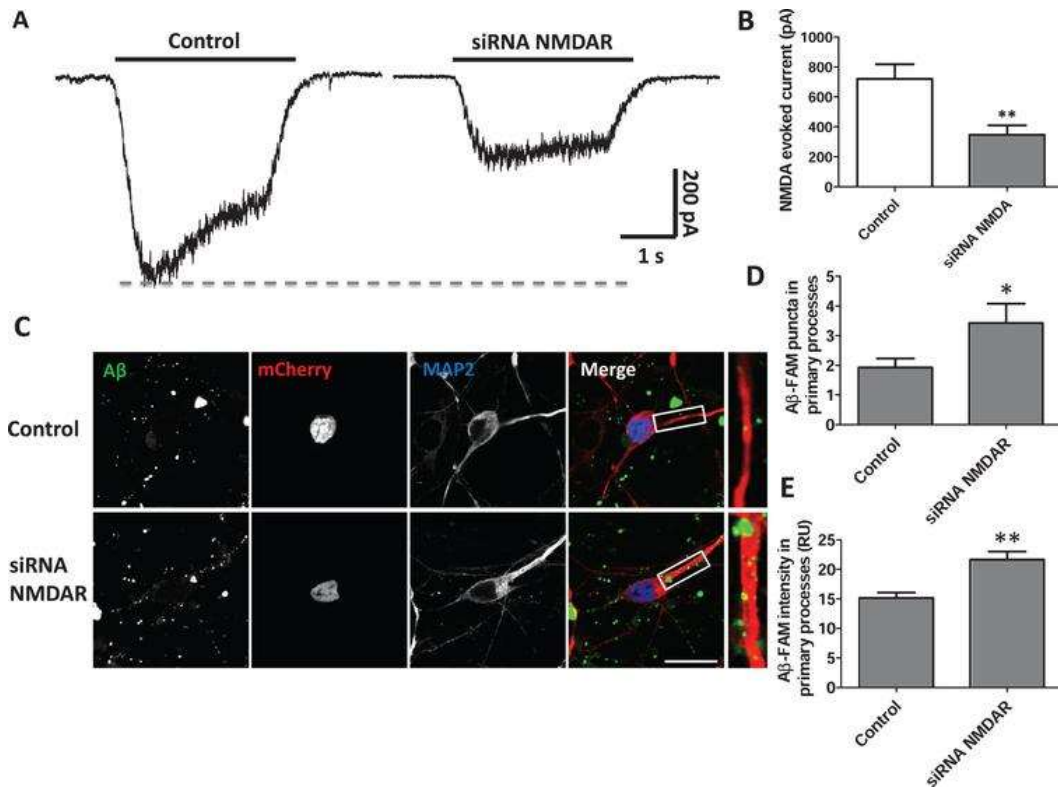 A
Control
siRNA NMDAR
200 pA
1 s
B
NMDA evoked current (pA)
1000
800
600
400
200
0
**
Control
siRNA NMDA
C
Aβ
mCherry
MAP2
Merge
Control
siRNA
NMDAR
D
Aβ-FAM puncta in
primary processes
5
4
3
2
1
0
*
Control
siRNA NMDAR
E
Aβ-FAM intensity in
primary processes (RU)
25
20
15
10
5
0
**
Control
siRNA NMDAR